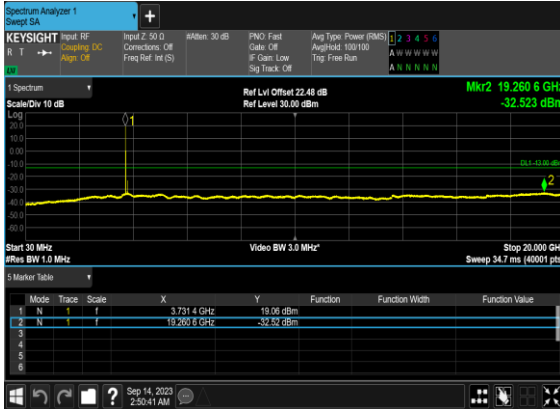 Spectrum Analyzer 1
Swept SA
+
KEYSIGHT Input: RF Input Z: 50 Ω #Atten: 30 dB PNO: Fast Avg Type: Power (RMS) 1 2 3 4 5 6
R T Coupling: DC Corrections: Off Gate: Off Avg|Hold: 100/100 A W W W W W
Align: Off Freq Ref: Int (S) IF Gain: Low Trig: Free Run A N N N N N
Sig Track: Off
1 Spectrum Ref Lvl Offset 22.48 dB Mkr2 19.260 6 GHz
Scale/Div 10 dB Ref Level 30.00 dBm -32.523 dBm
Log
20.0
10.0
0.00
-10.0
-20.0
-30.0
-40.0
-50.0
-60.0
1
DL1 -13.00 dBm
2
Start 30 MHz Video BW 3.0 MHz* Stop 20.000 GHz
#Res BW 1.0 MHz Sweep 34.7 ms (40001 pts)
5 Marker Table
Mode Trace Scale X Y Function Function Width Function Value
1 N 1 f 3.731 4 GHz 19.06 dBm
2 N 1 f 19.260 6 GHz -32.52 dBm
3
4
5
6
? Sep 14, 2023
2:50:41 AM